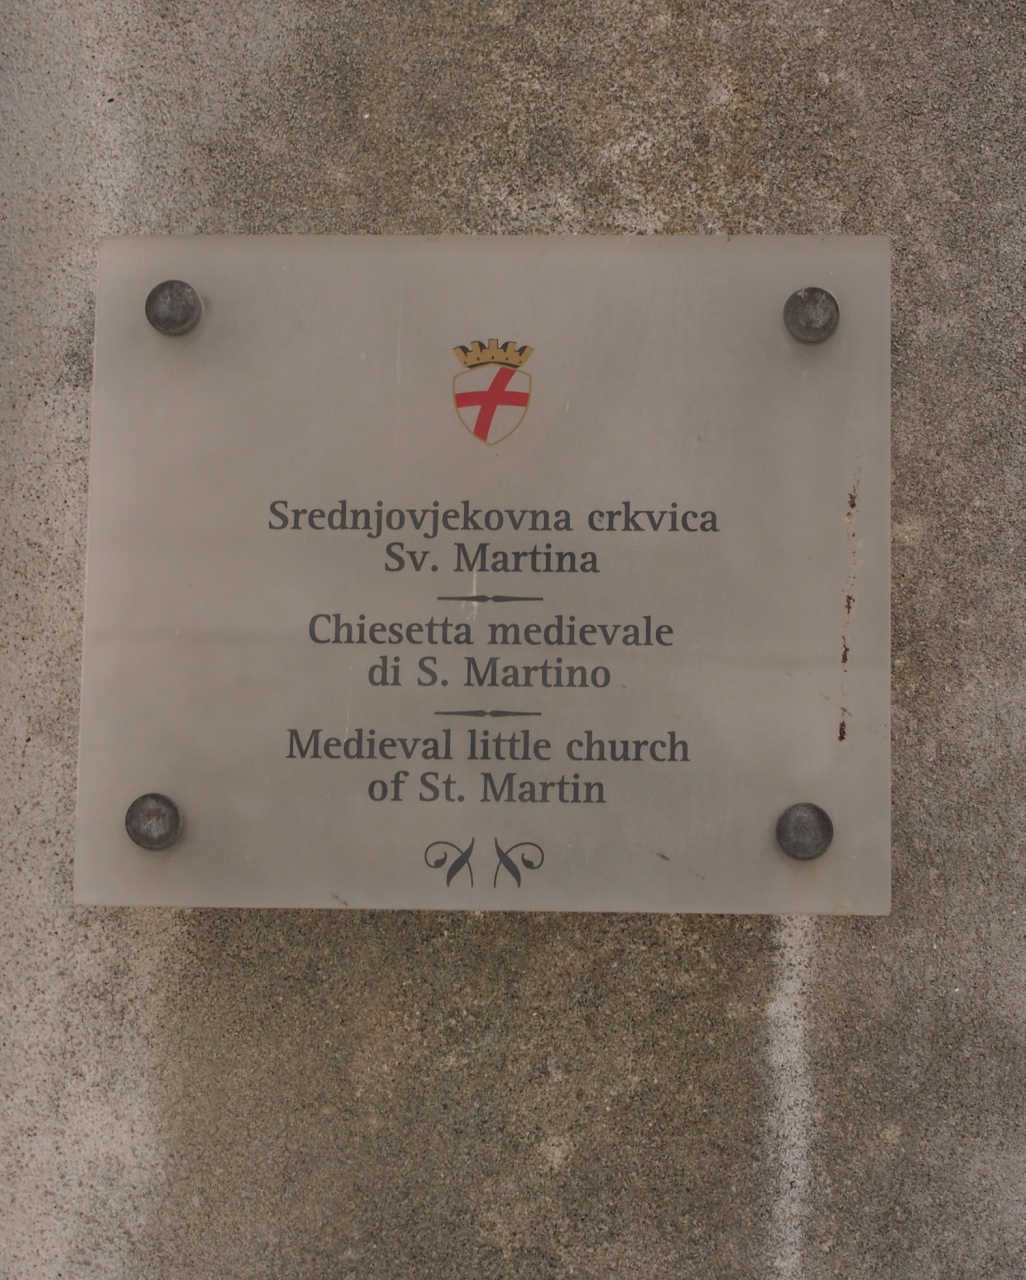 Srednjovjekovna crkvica
Sv. Martina
Chiesetta medievale
di S. Martino
Medieval little church
of St. Martin